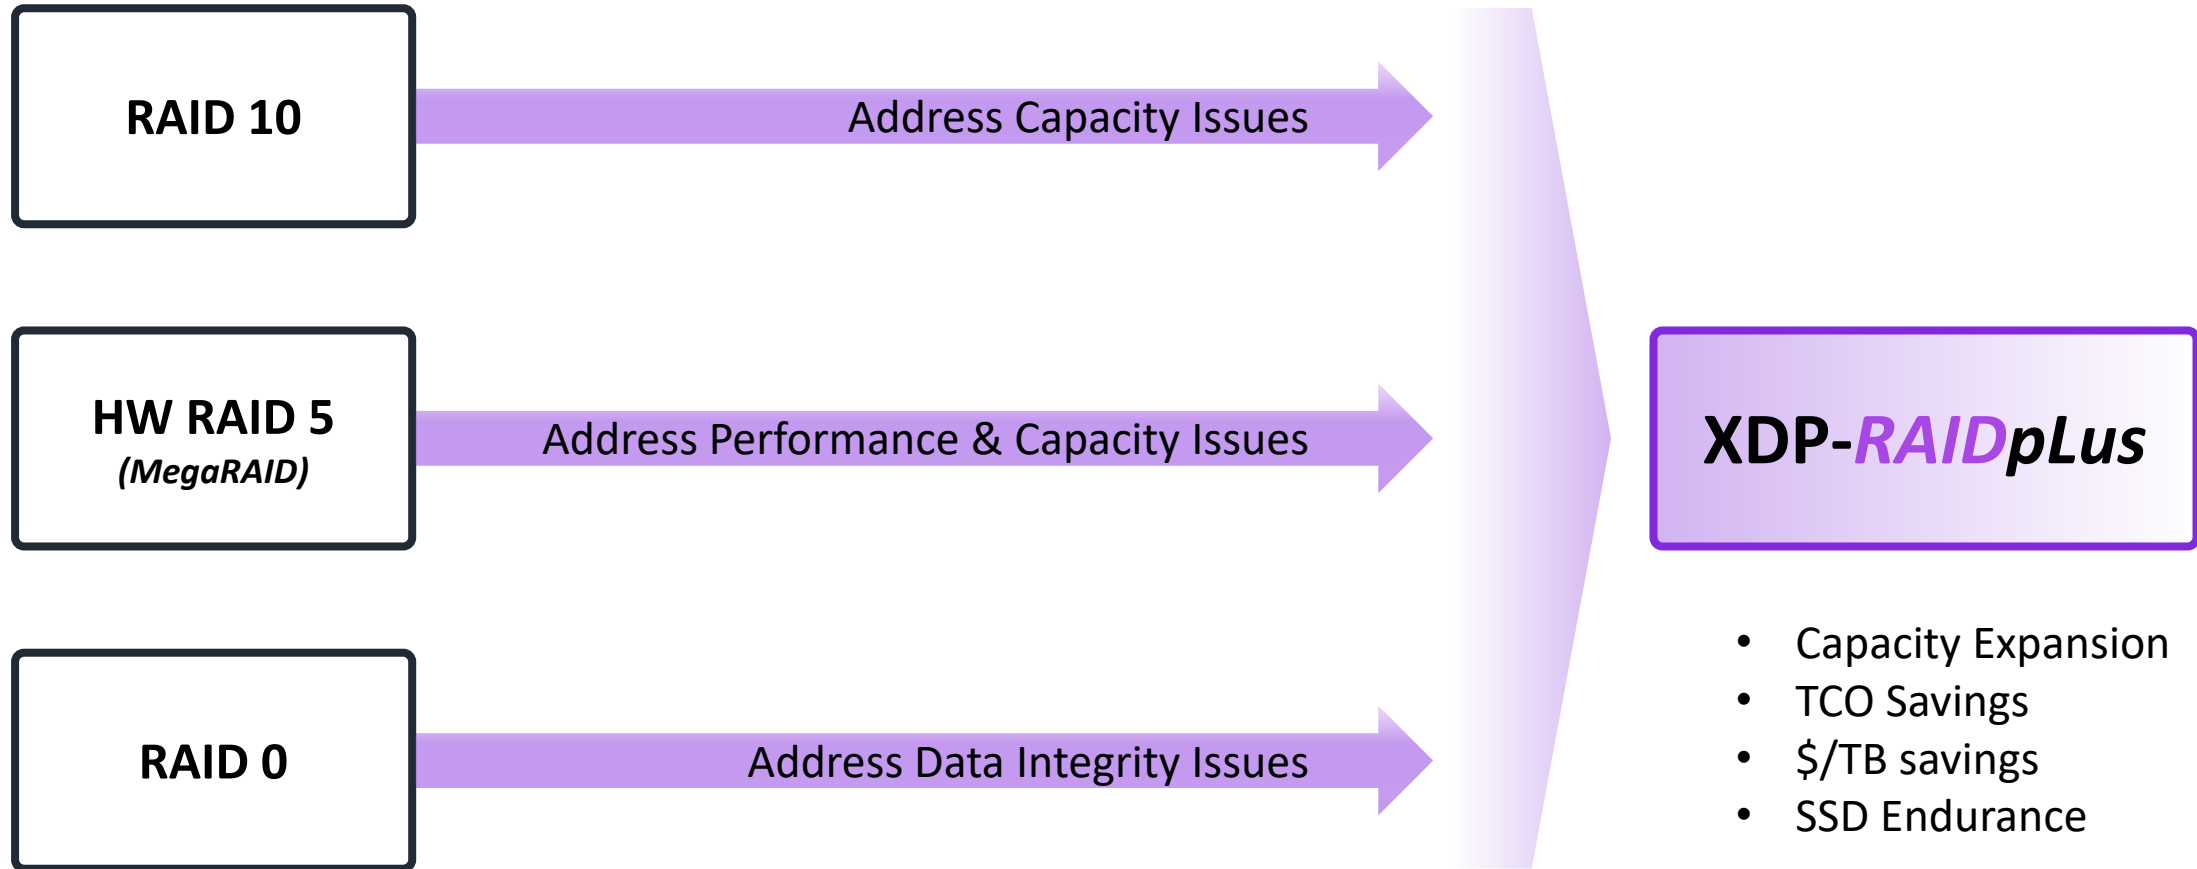 RAID 10
Address Capacity Issues
HW RAID 5
(MegaRAID)
Address Performance & Capacity Issues
XDP-RAIDpLus
RAID 0
Address Data Integrity Issues
• Capacity Expansion
• TCO Savings
• $/TB savings
• SSD Endurance